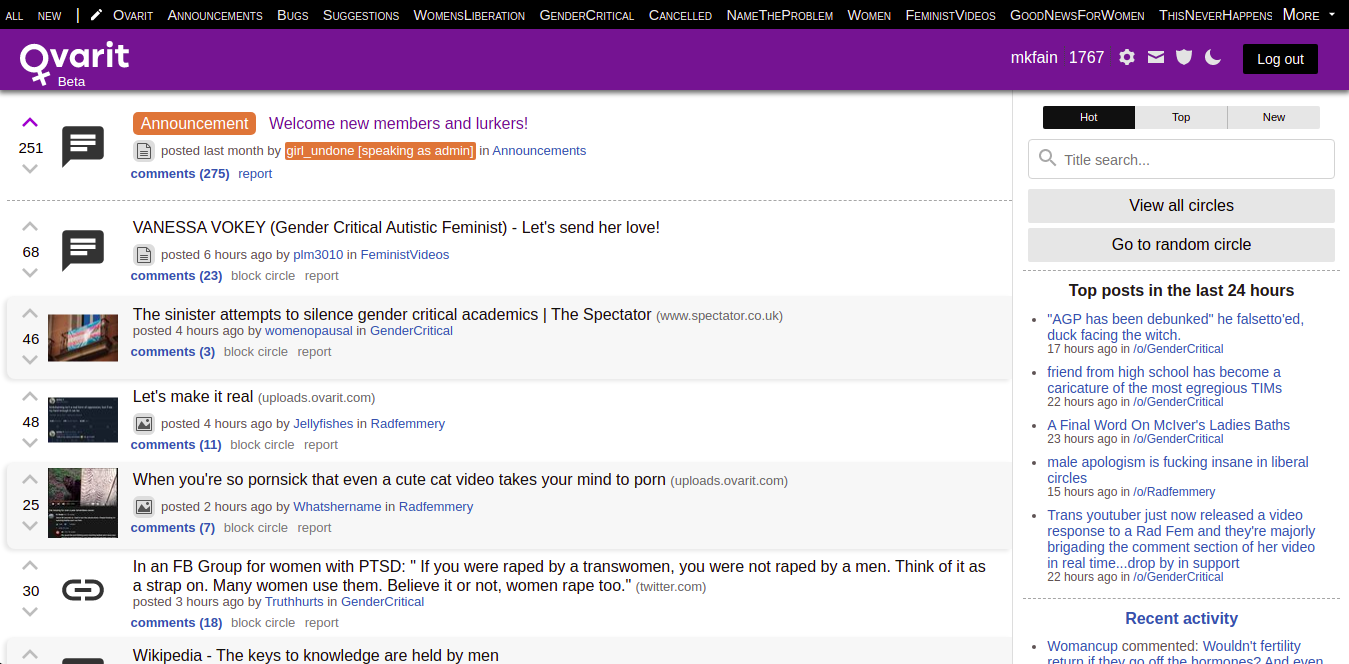 ALL NEW | OVARIT ANNOUNCEMENTS BUGS SUGGESTIONS WOMENSLIBERATION GENDERCRITICAL CANCELLED NAMETHEPROBLEM WOMEN FEMINISTVIDEOS GOODNEWSFORWOMEN THISNEVERHAPPENS MORE
Ovarit
Beta
mkfain 1767
Log out
251
Announcement Welcome new members and lurkers!
posted last month by girl_undone [speaking as admin] in Announcements
comments (275) report
68
VANESSA VOKEY (Gender Critical Autistic Feminist) - Let's send her love!
posted 6 hours ago by plm3010 in FeministVideos
comments (23) block circle report
46
The sinister attempts to silence gender critical academics | The Spectator (www.spectator.co.uk)
posted 4 hours ago by womenopausal in GenderCritical
comments (3) block circle report
48
Let's make it real (uploads.ovarit.com)
posted 4 hours ago by Jellyfishes in Radfemmery
comments (11) block circle report
25
When you're so pornsick that even a cute cat video takes your mind to porn (uploads.ovarit.com)
posted 2 hours ago by Whatshername in Radfemmery
comments (7) block circle report
30
In an FB Group for women with PTSD: " If you were raped by a transwomen, you were not raped by a men. Think of it as
a strap on. Many women use them. Believe it or not, women rape too." (twitter.com)
posted 3 hours ago by Truthhurts in GenderCritical
comments (18) block circle report
Wikipedia - The keys to knowledge are held by men
Hot Top New
Title search...
View all circles
Go to random circle
Top posts in the last 24 hours
• "AGP has been debunked" he falsetto'ed,
duck facing the witch.
17 hours ago in /o/GenderCritical
• friend from high school has become a
caricature of the most egregious TIMs
22 hours ago in /o/GenderCritical
• A Final Word On McIver's Ladies Baths
23 hours ago in /o/GenderCritical
• male apologism is fucking insane in liberal
circles
15 hours ago in /o/Radfemmery
• Trans youtuber just now released a video
response to a Rad Fem and they're majorly
brigading the comment section of her video
in real time...drop by in support
22 hours ago in /o/GenderCritical
Recent activity
• Womancup commented: Wouldn't fertility
return if they go off the hormones? And even